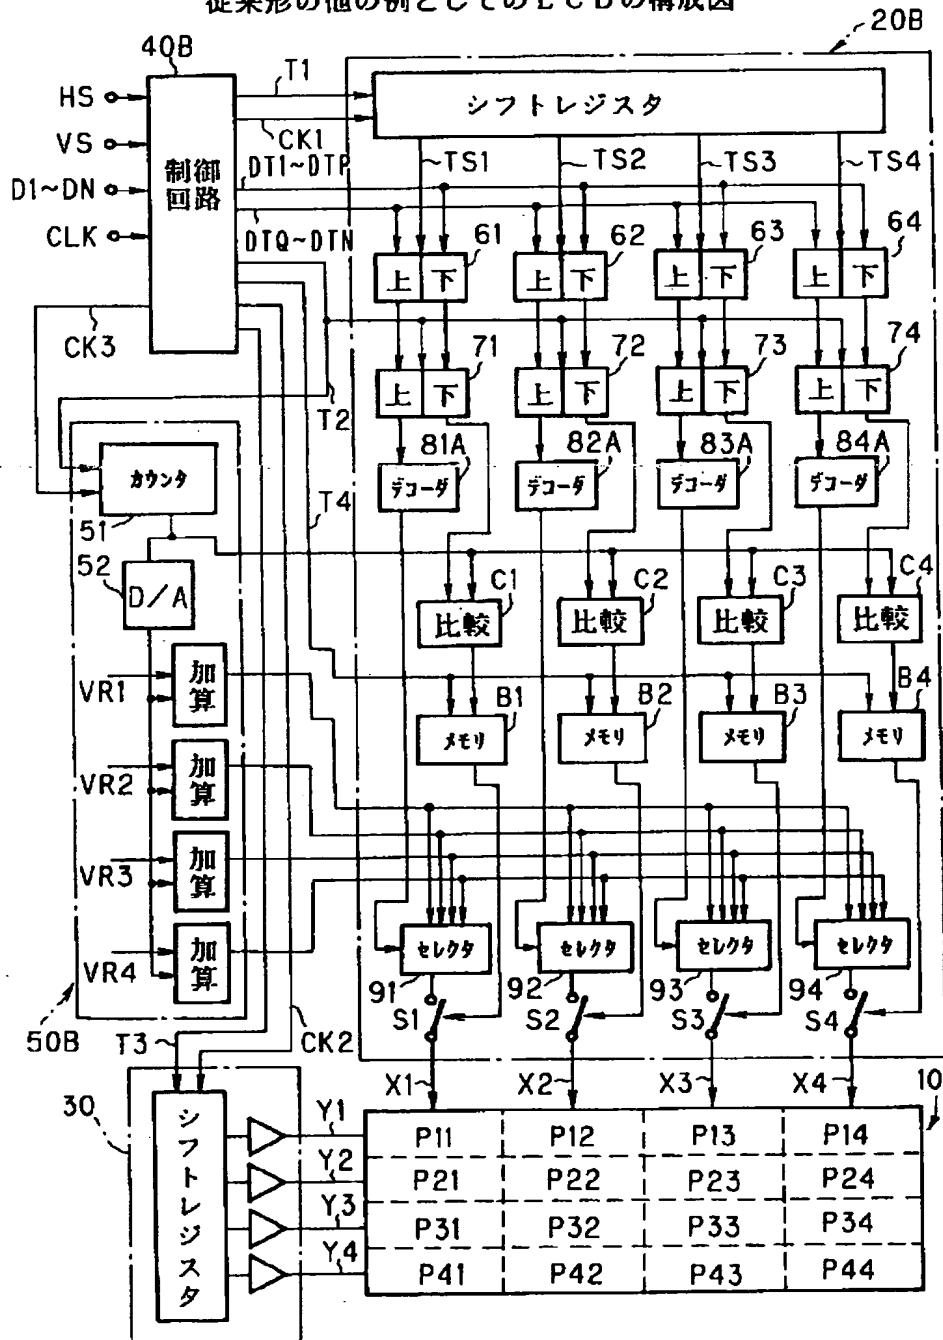 従来形の他の例としてのLCDの構成図
20B
40B
HS
VS
D1~DN
CLK
制御
回路
T1
CK1
DT1~DTP
DTQ~DTN
シフトレジスタ
TS1
TS2
TS3
TS4
61
62
63
64
上 下
上 下
上 下
上 下
CK3
T2
71
72
73
74
上 下
上 下
上 下
上 下
81A
82A
83A
84A
デコーダ
デコーダ
デコーダ
デコーダ
カウンタ
51
T4
52
D/A
C1
C2
C3
C4
比較
比較
比較
比較
VR1
加算
B1
B2
B3
B4
メモリ
メモリ
メモリ
メモリ
VR2
加算
VR3
加算
VR4
加算
セレクタ
セレクタ
セレクタ
セレクタ
91
92
93
94
S1
S2
S3
S4
50B
T3
CK2
X1
X2
X3
X4
10
30
シフトレジスタ
Y1
Y2
Y3
Y4
P11 P12 P13 P14
P21 P22 P23 P24
P31 P32 P33 P34
P41 P42 P43 P44